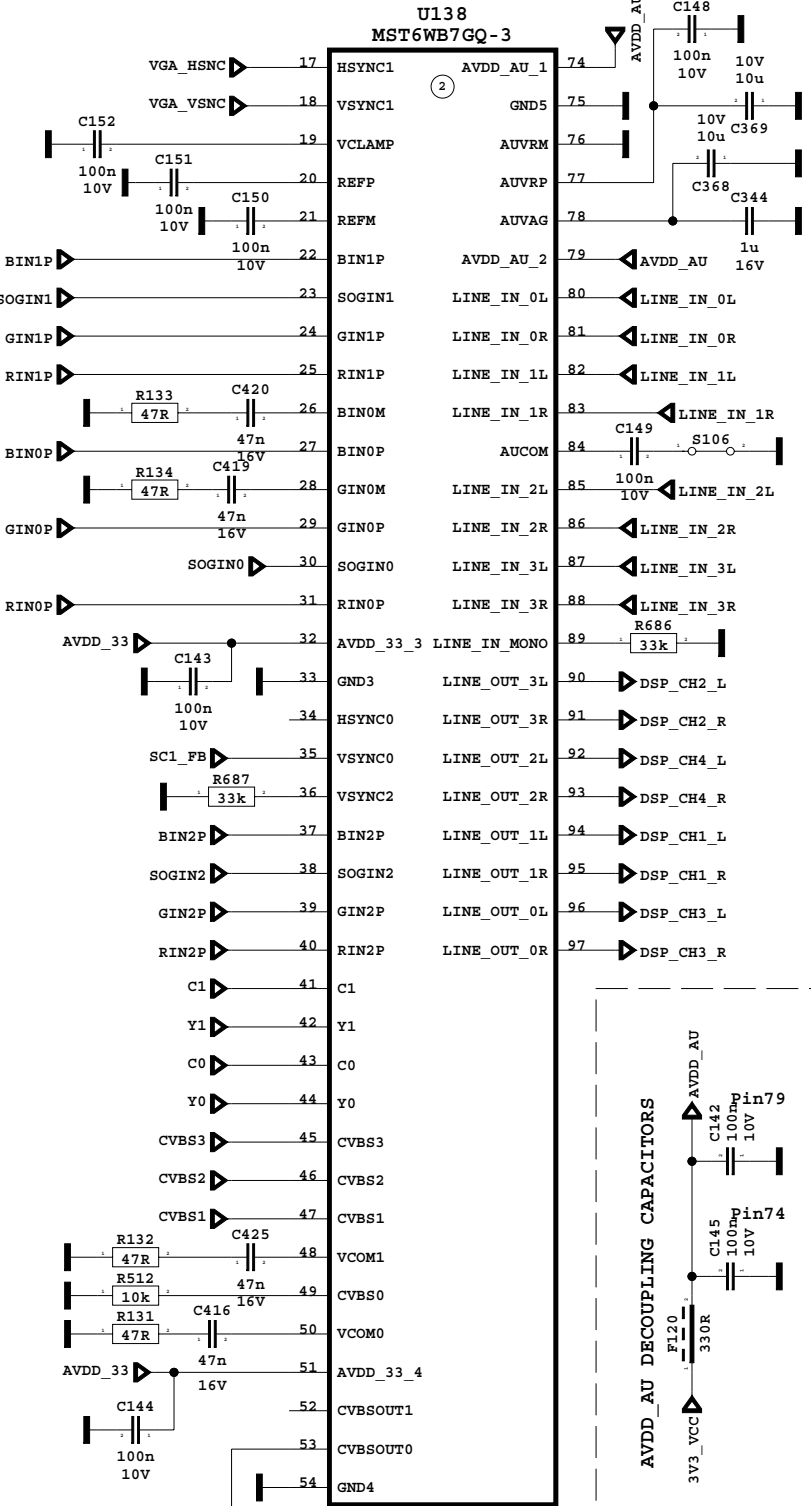 U138
MST6WB7GQ-3
2
VGA_HSNC 17 HSYNC1
VGA_VSNC 18 VSYNC1
C152 100n 10V 19 VCLAMP
C151 100n 10V 20 REFP
C150 100n 10V 21 REFM
BIN1P 22 BIN1P
SOGIN1 23 SOGIN1
GIN1P 24 GIN1P
RIN1P 25 RIN1P
R133 47R C420 47n 16V 26 BIN0M
BIN0P 27 BIN0P
R134 47R C419 47n 16V 28 GIN0M
GIN0P 29 GIN0P
SOGIN0 30 SOGIN0
RIN0P 31 RIN0P
AVDD_33 32 AVDD_33_3
C143 100n 10V 33 GND3
34 HSYNC0
SC1_FB 35 VSYNC0
R687 33k 36 VSYNC2
BIN2P 37 BIN2P
SOGIN2 38 SOGIN2
GIN2P 39 GIN2P
RIN2P 40 RIN2P
C1 41 C1
Y1 42 Y1
C0 43 C0
Y0 44 Y0
CVBS3 45 CVBS3
CVBS2 46 CVBS2
CVBS1 47 CVBS1
R132 47R C425 47n 16V 48 VCOM1
R512 10k 49 CVBS0
R131 47R C416 47n 16V 50 VCOM0
AVDD_33 51 AVDD_33_4
C144 100n 10V
52 CVBSOUT1
53 CVBSOUT0
54 GND4
AVDD_AU_1 74 AVDD_AU
GND5 75
AUVRM 76
AUVRP 77
C148 100n 10V
10V 10u C369
AUVAG 78
10V 10u C368
C344 1u 16V
AVDD_AU_2 79 AVDD_AU
LINE_IN_0L 80 LINE_IN_0L
LINE_IN_0R 81 LINE_IN_0R
LINE_IN_1L 82 LINE_IN_1L
LINE_IN_1R 83 LINE_IN_1R
AUCOM 84 C149 100n 10V S106
LINE_IN_2L 85 LINE_IN_2L
LINE_IN_2R 86 LINE_IN_2R
LINE_IN_3L 87 LINE_IN_3L
LINE_IN_3R 88 LINE_IN_3R
LINE_IN_MONO 89 R686 33k
LINE_OUT_3L 90 DSP_CH2_L
LINE_OUT_3R 91 DSP_CH2_R
LINE_OUT_2L 92 DSP_CH4_L
LINE_OUT_2R 93 DSP_CH4_R
LINE_OUT_1L 94 DSP_CH1_L
LINE_OUT_1R 95 DSP_CH1_R
LINE_OUT_0L 96 DSP_CH3_L
LINE_OUT_0R 97 DSP_CH3_R
AVDD_AU DECOUPLING CAPACITORS
AVDD_AU
C142 100n 10V Pin79
C145 100n 10V Pin74
F120 330R
3V3_VCC